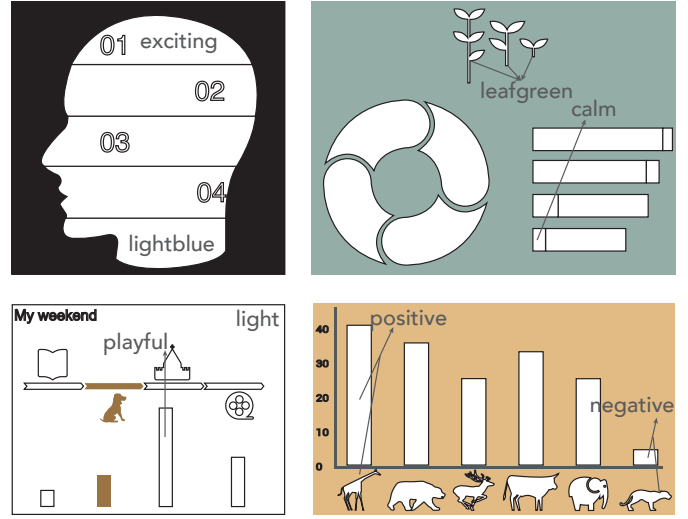 01 exciting
02
03
04
lightblue
leafgreen
calm
My weekend
light
playful
positive
negative
40
30
20
10
0